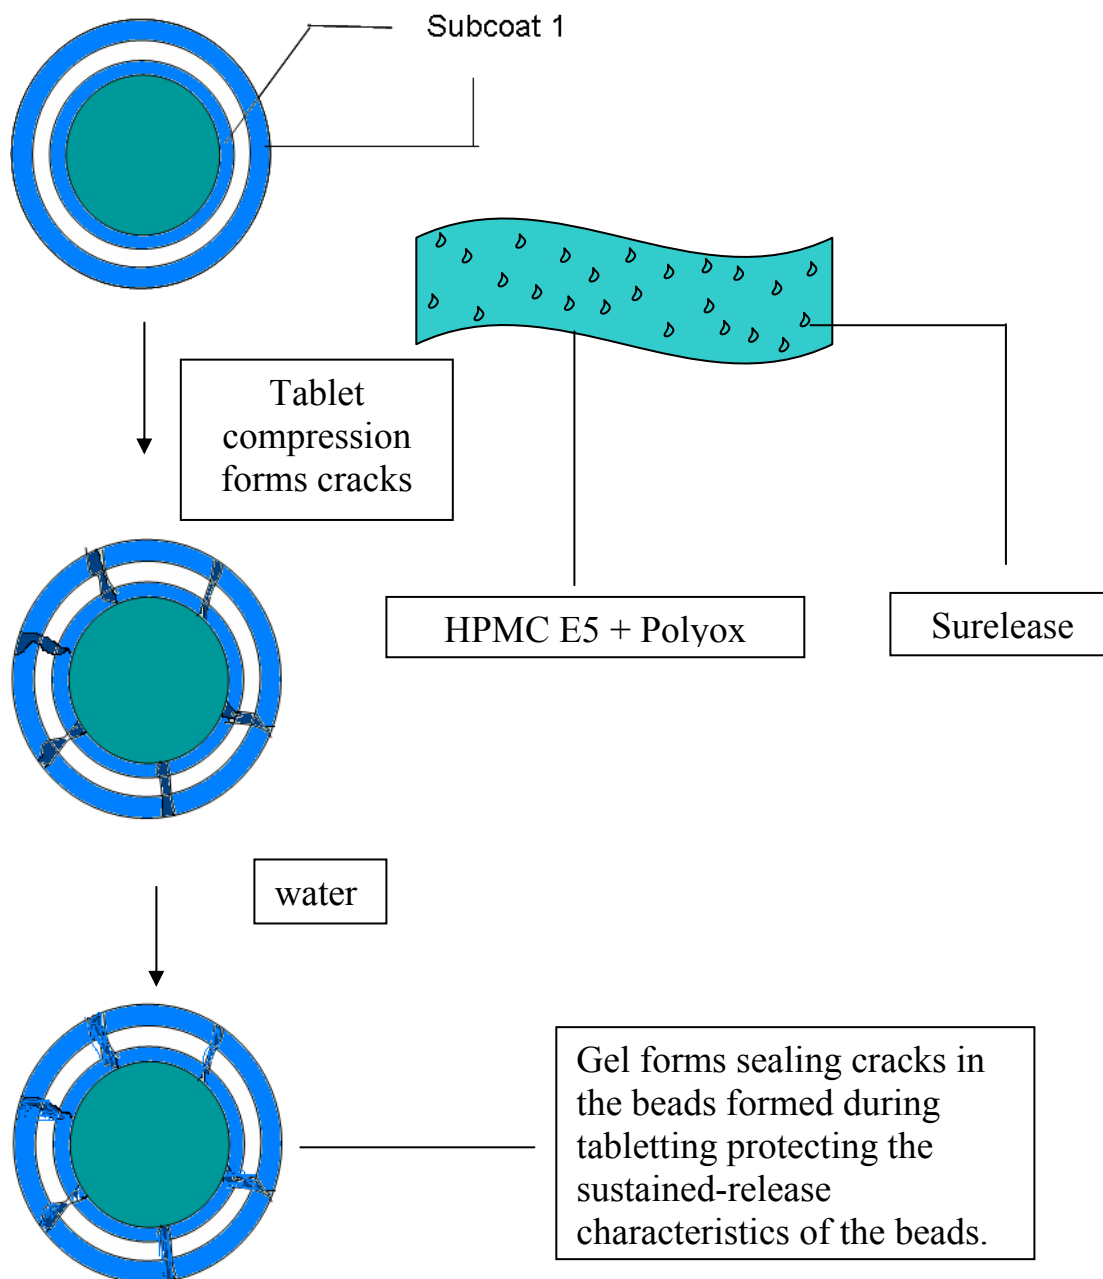 Subcoat 1
Tablet
compression
forms cracks
HPMC E5 + Polyox
Surelease
water
Gel forms sealing cracks in
the beads formed during
tabletting protecting the
sustained-release
characteristics of the beads.